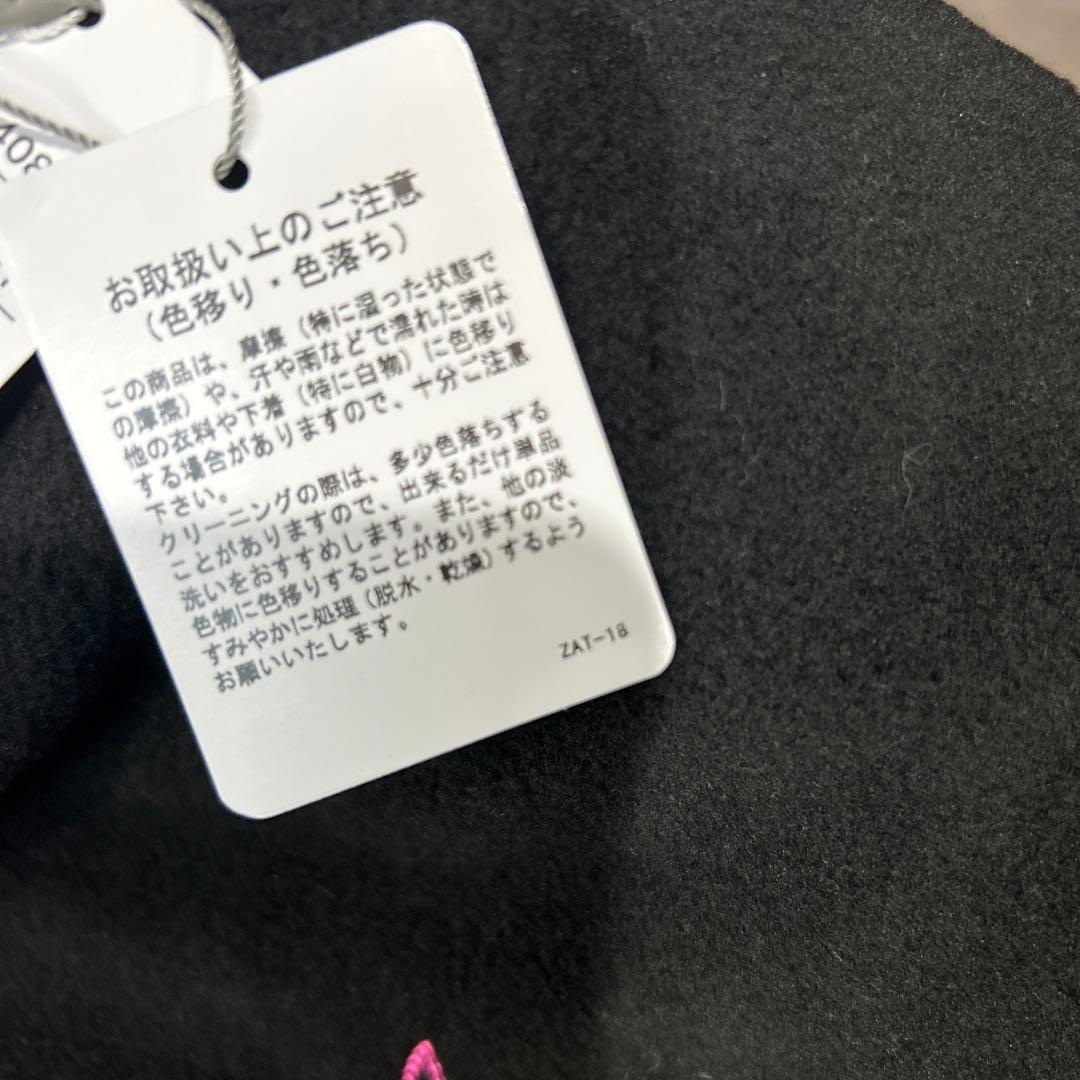 408
お取扱い上のご注意
（色移り・色落ち）
この商品は、摩擦（特に湿った状態で
の摩擦）や、汗や雨などで濡れた時は
他の衣料や下着（特に白物）に色移り
する場合がありますので、十分ご注意
下さい。
クリーニングの際は、多少色落ちする
ことがありますので、出来るだけ単品
洗いをおすすめします。また、他の淡
色物に色移りすることがありますので、
すみやかに処理（脱水・乾燥）するよう
お願いいたします。
ZAT-18